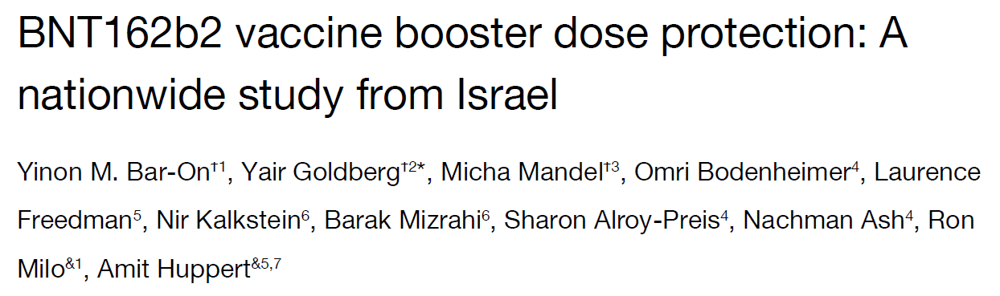 BNT162b2 vaccine booster dose protection: A
nationwide study from Israel
Yinon M. Bar-On†1, Yair Goldberg†2*, Micha Mandel†3, Omri Bodenheimer4, Laurence
Freedman5, Nir Kalkstein6, Barak Mizrahi6, Sharon Alroy-Preis4, Nachman Ash4, Ron
Milo&1, Amit Huppert&5,7